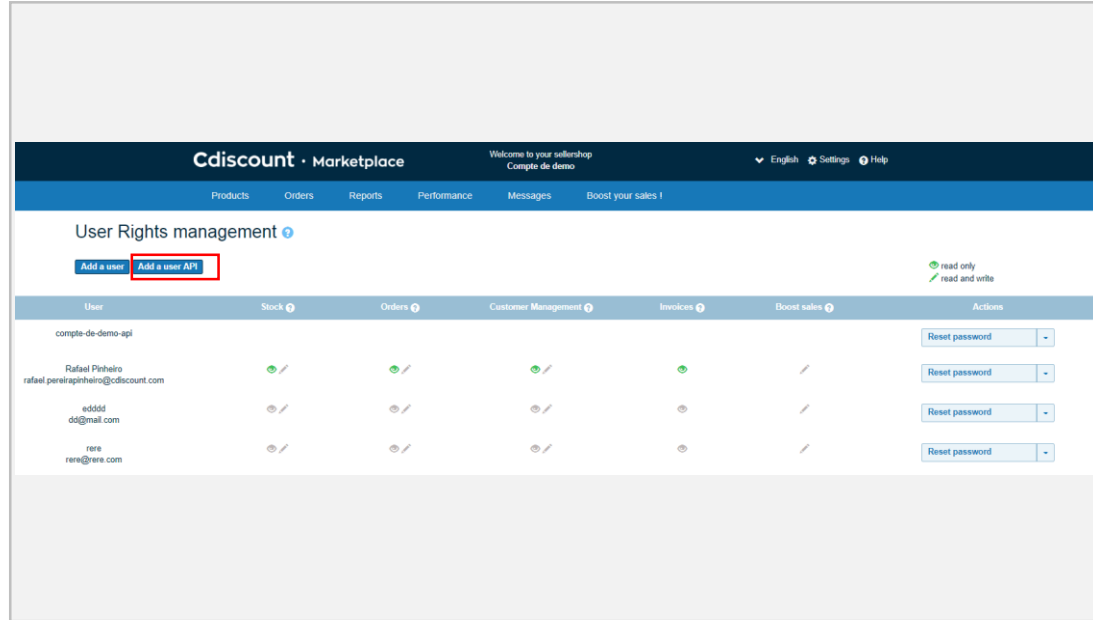 Cdiscount · Marketplace
Welcome to your sellershop
Compte de demo
English Settings Help
Products Orders Reports Performance Messages Boost your sales !
User Rights management
Add a user Add a user API
read only
read and write
User Stock Orders Customer Management Invoices Boost sales Actions
compte-de-demo-api Reset password
Rafael Pinheiro
rafael.pereirapinheiro@cdiscount.com Reset password
edddd
dd@mail.com Reset password
rere
rere@rere.com Reset password